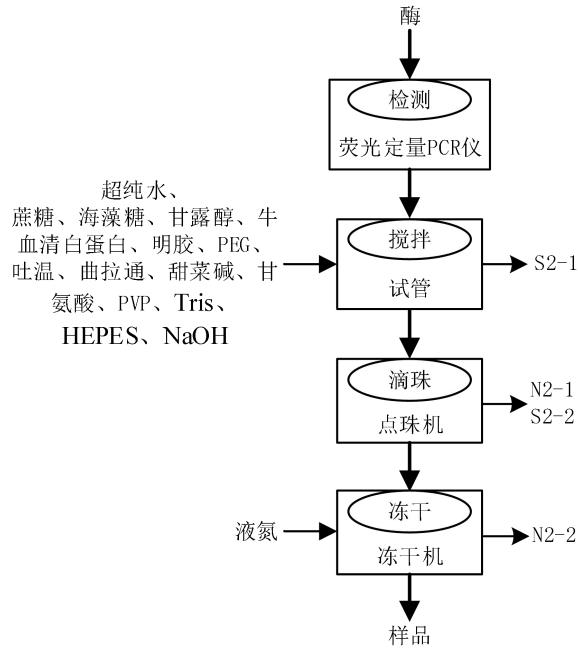 酶
检测
荧光定量PCR仪
超纯水、
蔗糖、海藻糖、甘露醇、牛
血清白蛋白、明胶、PEG、
吐温、曲拉通、甜菜碱、甘
氨酸、PVP、Tris、
HEPES、NaOH
搅拌
试管
S2-1
滴珠
点珠机
N2-1
S2-2
液氮
冻干
冻干机
N2-2
样品